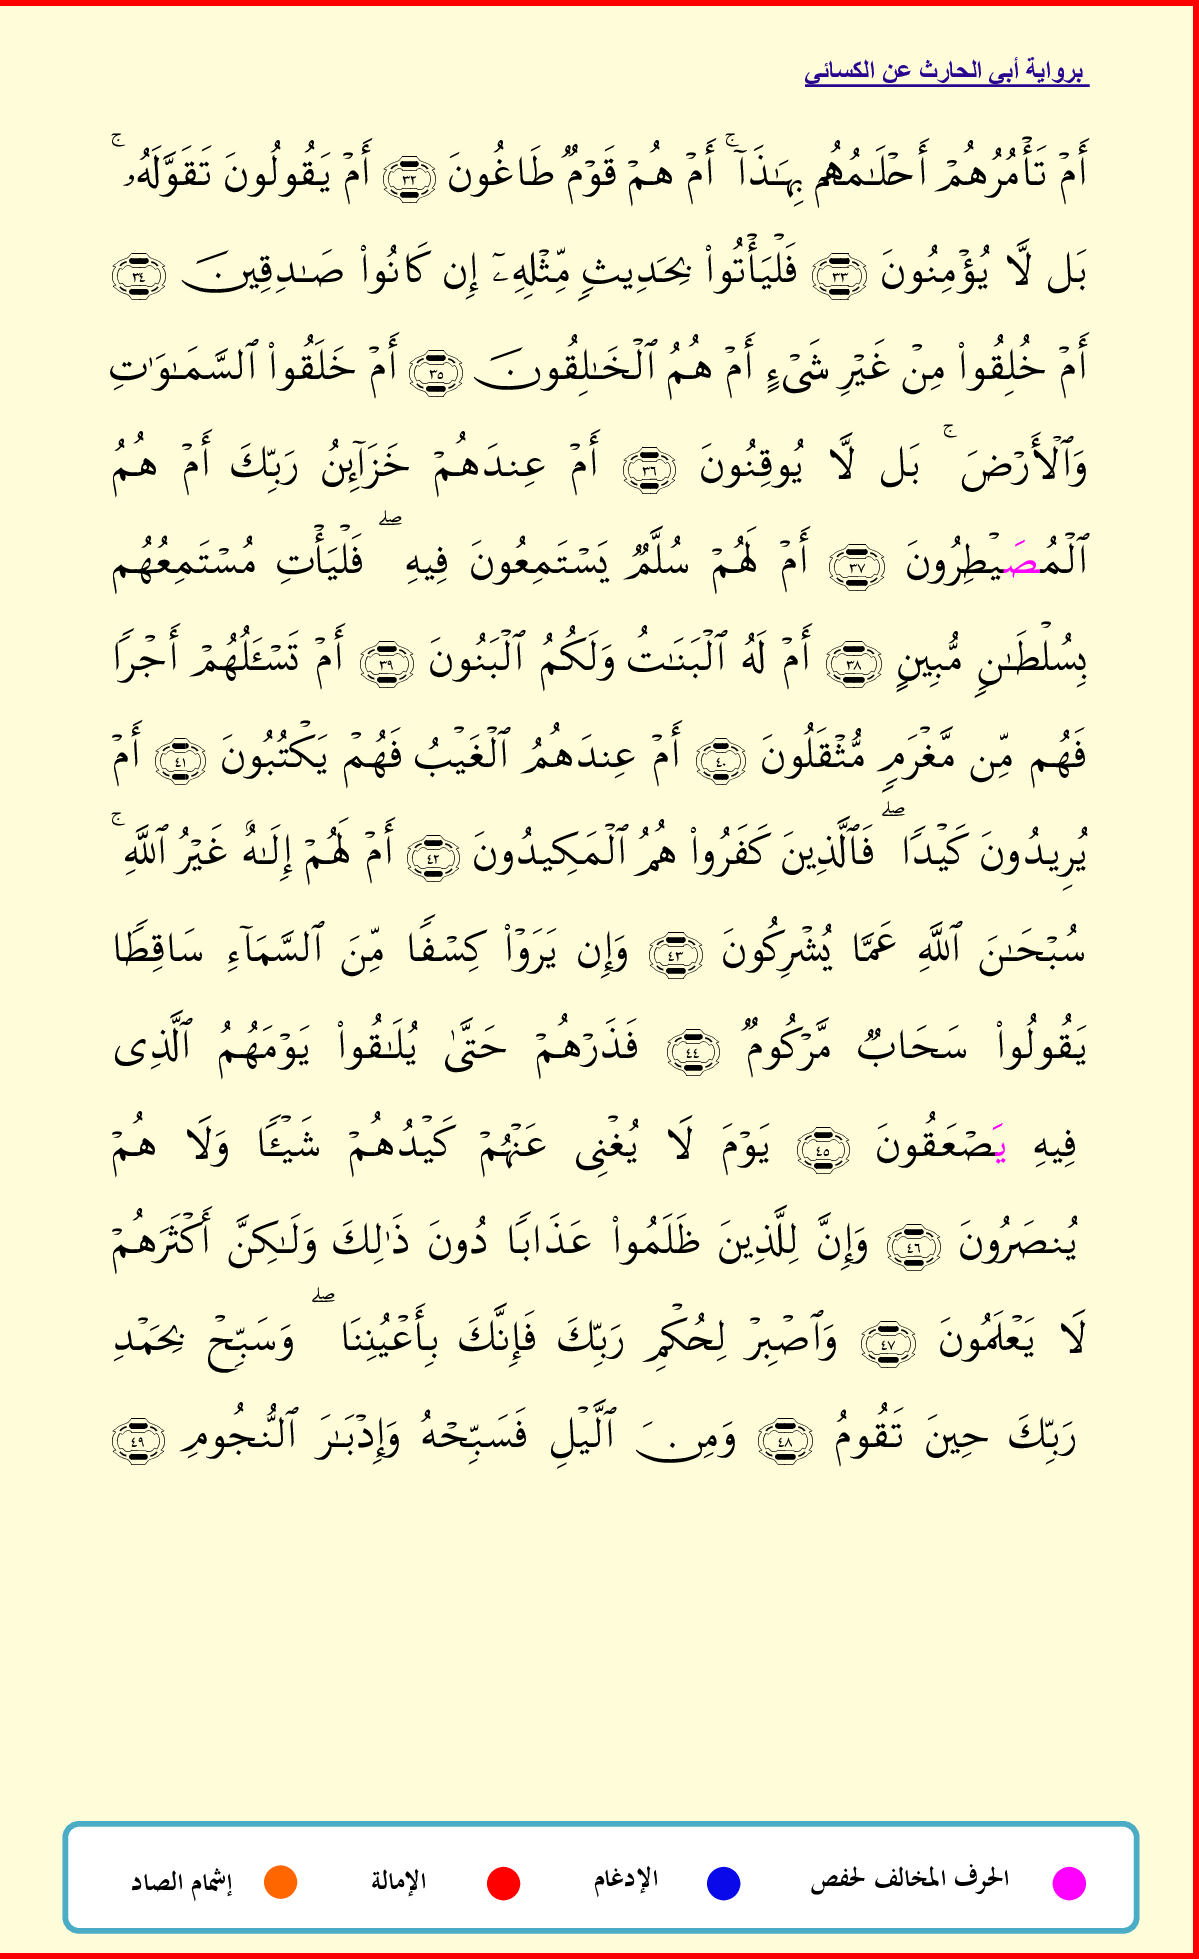 برواية أبي الحارث عن الكسائي
أَمۡ تَأۡمُرُهُمۡ أَحۡلَٰمُهُم بِهَٰذَآۚ أَمۡ هُمۡ قَوۡمٞ طَاغُونَ ٣٢ أَمۡ يَقُولُونَ تَقَوَّلَهُۥۚ
بَل لَّا يُؤۡمِنُونَ ٣٣ فَلۡيَأۡتُواْ بِحَدِيثٖ مِّثۡلِهِۦٓ إِن كَانُواْ صَٰدِقِينَ ٣٤
أَمۡ خُلِقُواْ مِنۡ غَيۡرِ شَيۡءٍ أَمۡ هُمُ ٱلۡخَٰلِقُونَ ٣٥ أَمۡ خَلَقُواْ ٱلسَّمَٰوَٰتِ
وَٱلۡأَرۡضَۚ بَل لَّا يُوقِنُونَ ٣٦ أَمۡ عِندَهُمۡ خَزَآئِنُ رَبِّكَ أَمۡ هُمُ
ٱلۡمُصَيۡطِرُونَ ٣٧ أَمۡ لَهُمۡ سُلَّمٞ يَسۡتَمِعُونَ فِيهِۖ فَلۡيَأۡتِ مُسۡتَمِعُهُم
بِسُلۡطَٰنٖ مُّبِينٍ ٣٨ أَمۡ لَهُ ٱلۡبَنَٰتُ وَلَكُمُ ٱلۡبَنُونَ ٣٩ أَمۡ تَسۡـَٔلُهُمۡ أَجۡرٗا
فَهُم مِّن مَّغۡرَمٖ مُّثۡقَلُونَ ٤٠ أَمۡ عِندَهُمُ ٱلۡغَيۡبُ فَهُمۡ يَكۡتُبُونَ ٤١ أَمۡ
يُرِيدُونَ كَيۡدٗاۖ فَٱلَّذِينَ كَفَرُواْ هُمُ ٱلۡمَكِيدُونَ ٤٢ أَمۡ لَهُمۡ إِلَٰهٌ غَيۡرُ ٱللَّهِۚ
سُبۡحَٰنَ ٱللَّهِ عَمَّا يُشۡرِكُونَ ٤٣ وَإِن يَرَوۡاْ كِسۡفٗا مِّنَ ٱلسَّمَآءِ سَاقِطٗا
يَقُولُواْ سَحَابٞ مَّرۡكُومٞ ٤٤ فَذَرۡهُمۡ حَتَّىٰ يُلَٰقُواْ يَوۡمَهُمُ ٱلَّذِي
فِيهِ يَصۡعَقُونَ ٤٥ يَوۡمَ لَا يُغۡنِي عَنۡهُمۡ كَيۡدُهُمۡ شَيۡـٔٗا وَلَا هُمۡ
يُنصَرُونَ ٤٦ وَإِنَّ لِلَّذِينَ ظَلَمُواْ عَذَابٗا دُونَ ذَٰلِكَ وَلَٰكِنَّ أَكۡثَرَهُمۡ
لَا يَعۡلَمُونَ ٤٧ وَٱصۡبِرۡ لِحُكۡمِ رَبِّكَ فَإِنَّكَ بِأَعۡيُنِنَاۖ وَسَبِّحۡ بِحَمۡدِ
رَبِّكَ حِينَ تَقُومُ ٤٨ وَمِنَ ٱلَّيۡلِ فَسَبِّحۡهُ وَإِدۡبَٰرَ ٱلنُّجُومِ ٤٩
الحرف المخالف لحفص الإدغام الإمالة إشمام الصاد